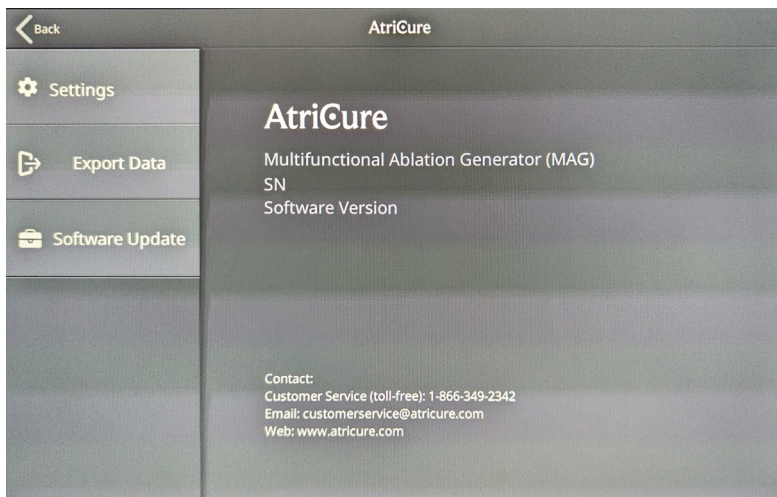 Back
AtriCure
Settings
Export Data
Software Update
AtriCure
Multifunctional Ablation Generator (MAG)
SN
Software Version
Contact:
Customer Service (toll-free): 1-866-349-2342
Email: customerservice@atricure.com
Web: www.atricure.com